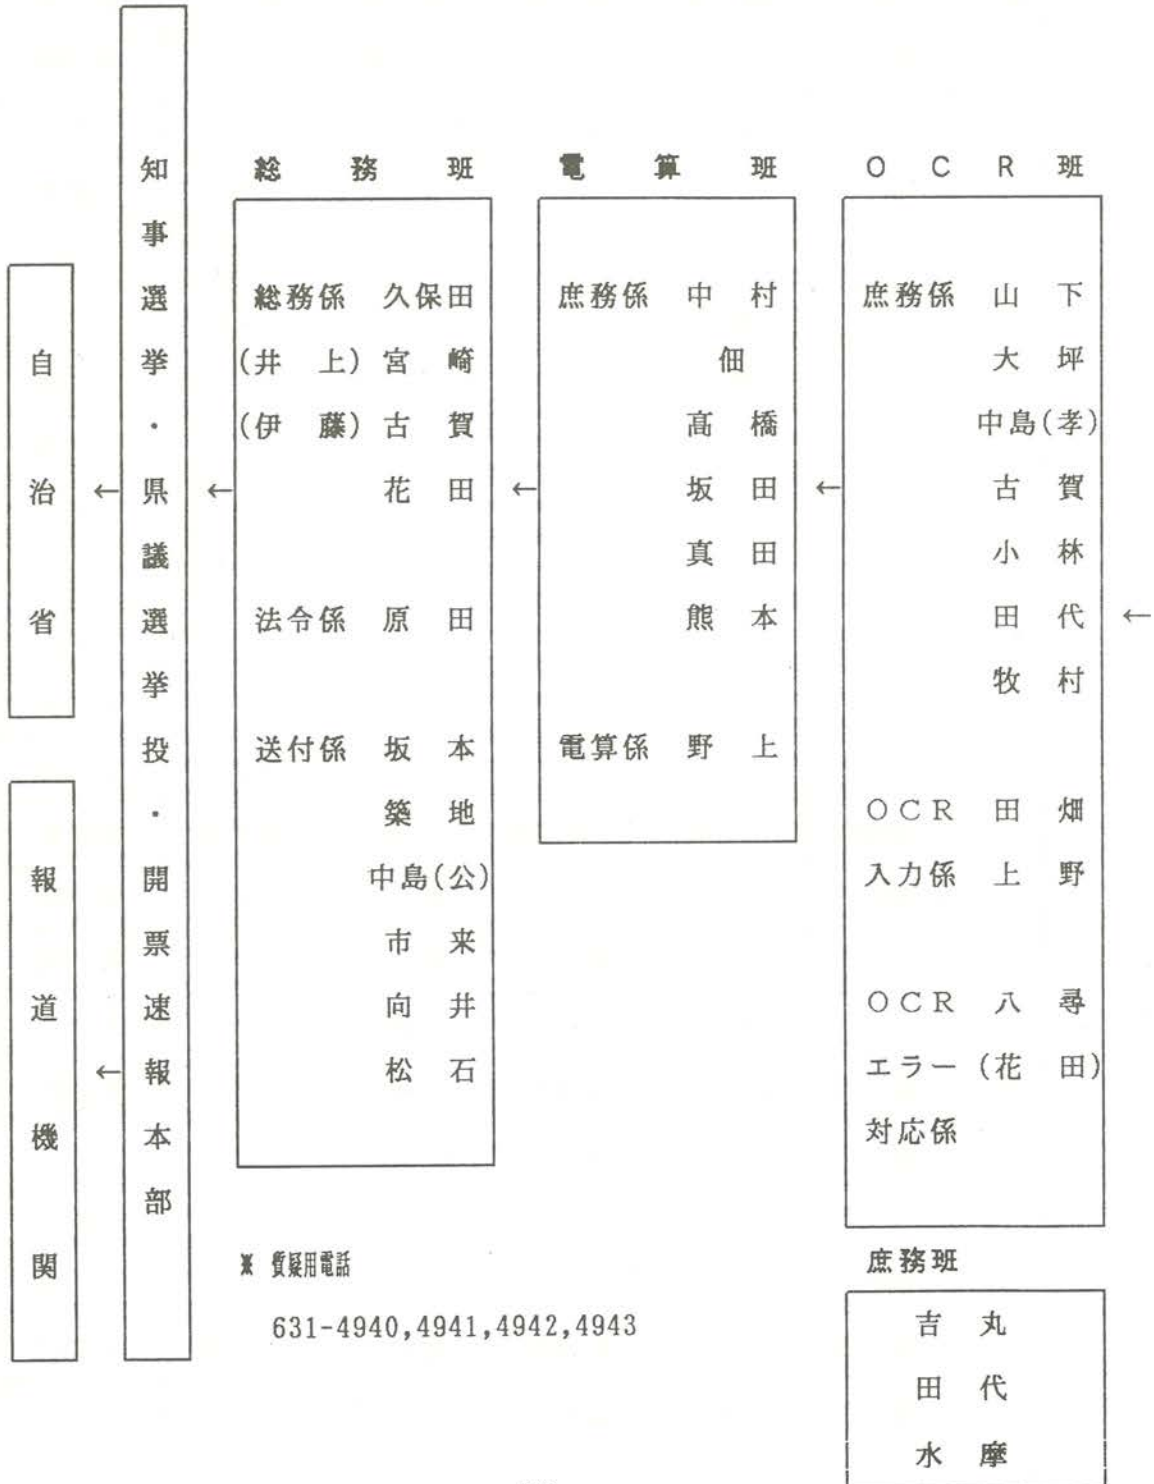 自治省
報道機関
←
←
知事選挙・県議選挙投・開票速報本部
←
総務班
総務係 久保田
(井上) 宮崎
(伊藤) 古賀
花田
法令係 原田
送付係 坂本
築地
中島(公)
市来
向井
松石
←
電算班
庶務係 中村
佃
高橋
坂田
真田
熊本
電算係 野上
←
OCR班
庶務係 山下
大坪
中島(孝)
古賀
小林
田代
牧村
OCR 田畑
入力係 上野
OCR 八尋
エラー (花田)
対応係
←
※ 質疑用電話
631-4940,4941,4942,4943
庶務班
吉丸
田代
水摩